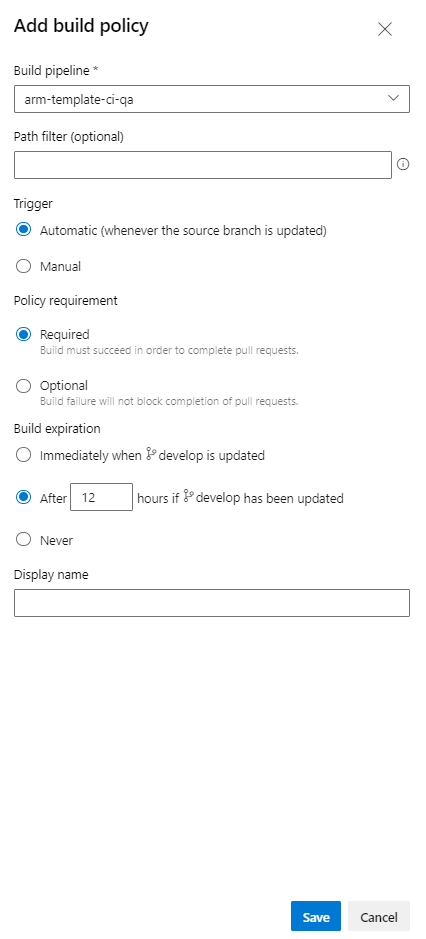 Add build policy
Build pipeline *
arm-template-ci-qa
Path filter (optional)
Trigger
Automatic (whenever the source branch is updated)
Manual
Policy requirement
Required
Build must succeed in order to complete pull requests.
Optional
Build failure will not block completion of pull requests.
Build expiration
Immediately when develop is updated
After 12 hours if develop has been updated
Never
Display name
Save Cancel